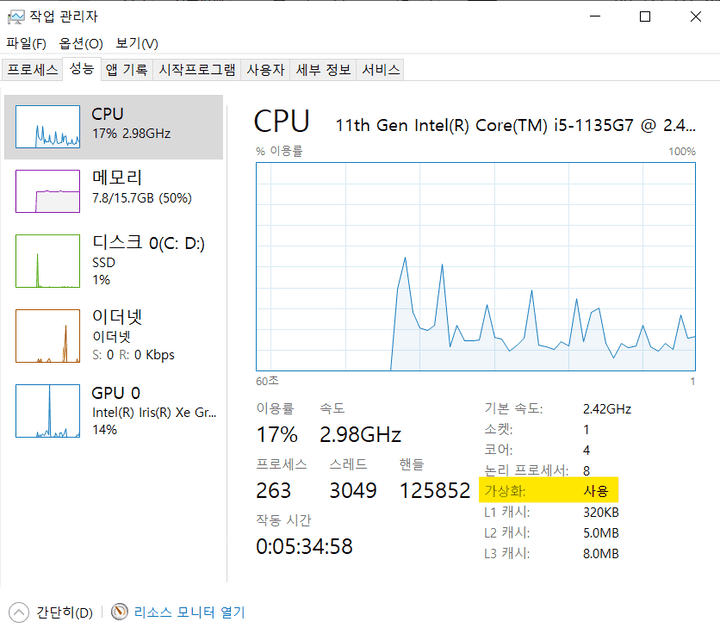 작업 관리자
파일(F) 옵션(O) 보기(V)
프로세스 성능 앱 기록 시작프로그램 사용자 세부 정보 서비스
CPU
17% 2.98GHz
메모리
7.8/15.7GB (50%)
디스크 0(C: D:)
SSD
1%
이더넷
이더넷
S: 0 R: 0 Kbps
GPU 0
Intel(R) Iris(R) Xe Gr...
14%
CPU 11th Gen Intel(R) Core(TM) i5-1135G7 @ 2.4...
% 이용률 100%
60초 1
이용률 속도
17% 2.98GHz
프로세스 스레드 핸들
263 3049 125852
작동 시간
0:05:34:58
기본 속도: 2.42GHz
소켓: 1
코어: 4
논리 프로세서: 8
가상화: 사용
L1 캐시: 320KB
L2 캐시: 5.0MB
L3 캐시: 8.0MB
간단히(D) 리소스 모니터 열기